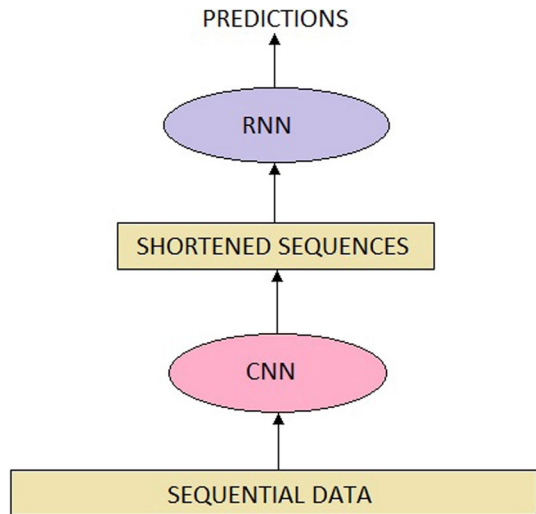 PREDICTIONS
RNN
SHORTENED SEQUENCES
CNN
SEQUENTIAL DATA